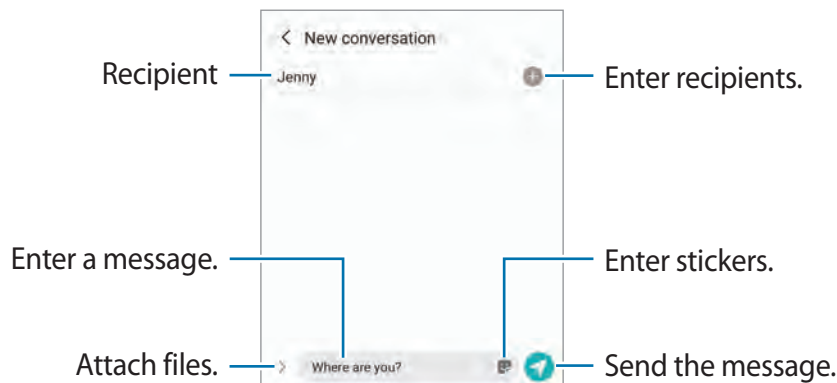 New conversation
Recipient
Jenny
Enter recipients.
Enter a message.
Enter stickers.
Attach files.
Where are you?
Send the message.